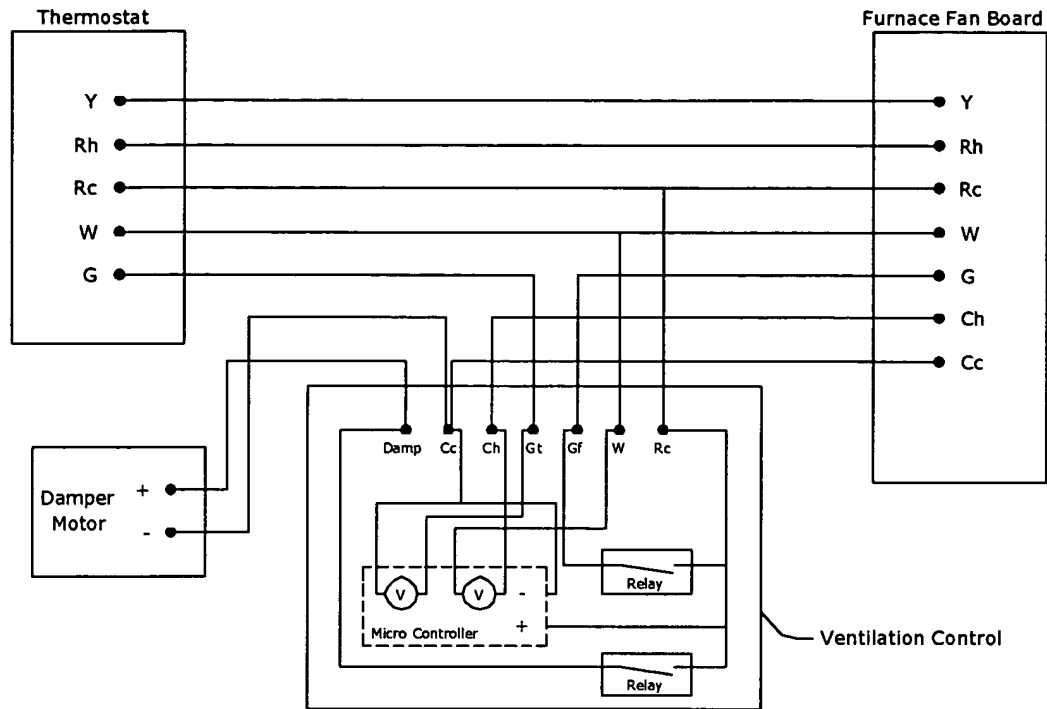 Thermostat
Furnace Fan Board
Y
Y
Rh
Rh
Rc
Rc
W
W
G
G
Ch
Cc
Damp
Cc
Ch
Gt
Gf
W
Rc
Damper
Motor
+
-
V
V
-
+
Micro Controller
Relay
Relay
Ventilation Control